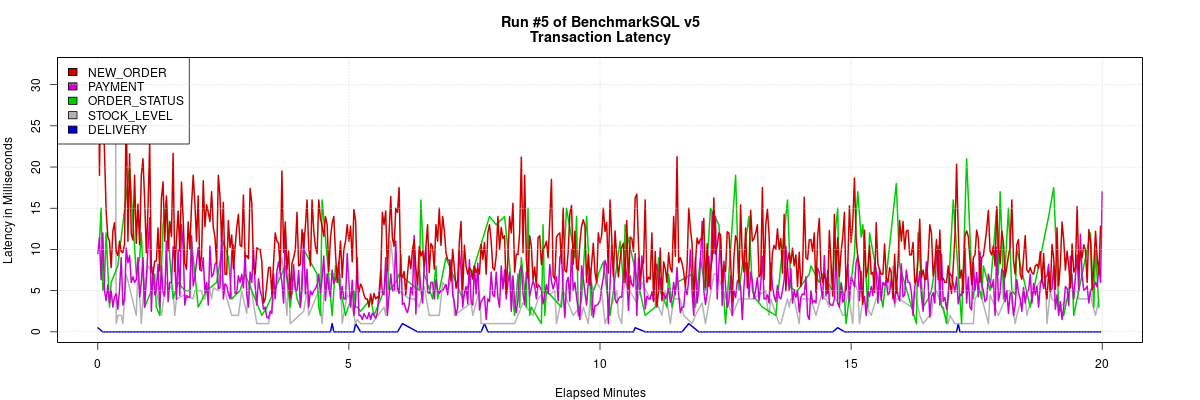 Run #5 of BenchmarkSQL v5
Transaction Latency
NEW_ORDER
PAYMENT
ORDER_STATUS
STOCK_LEVEL
DELIVERY
Latency in Milliseconds
30
25
20
15
10
5
0
0 5 10 15 20
Elapsed Minutes